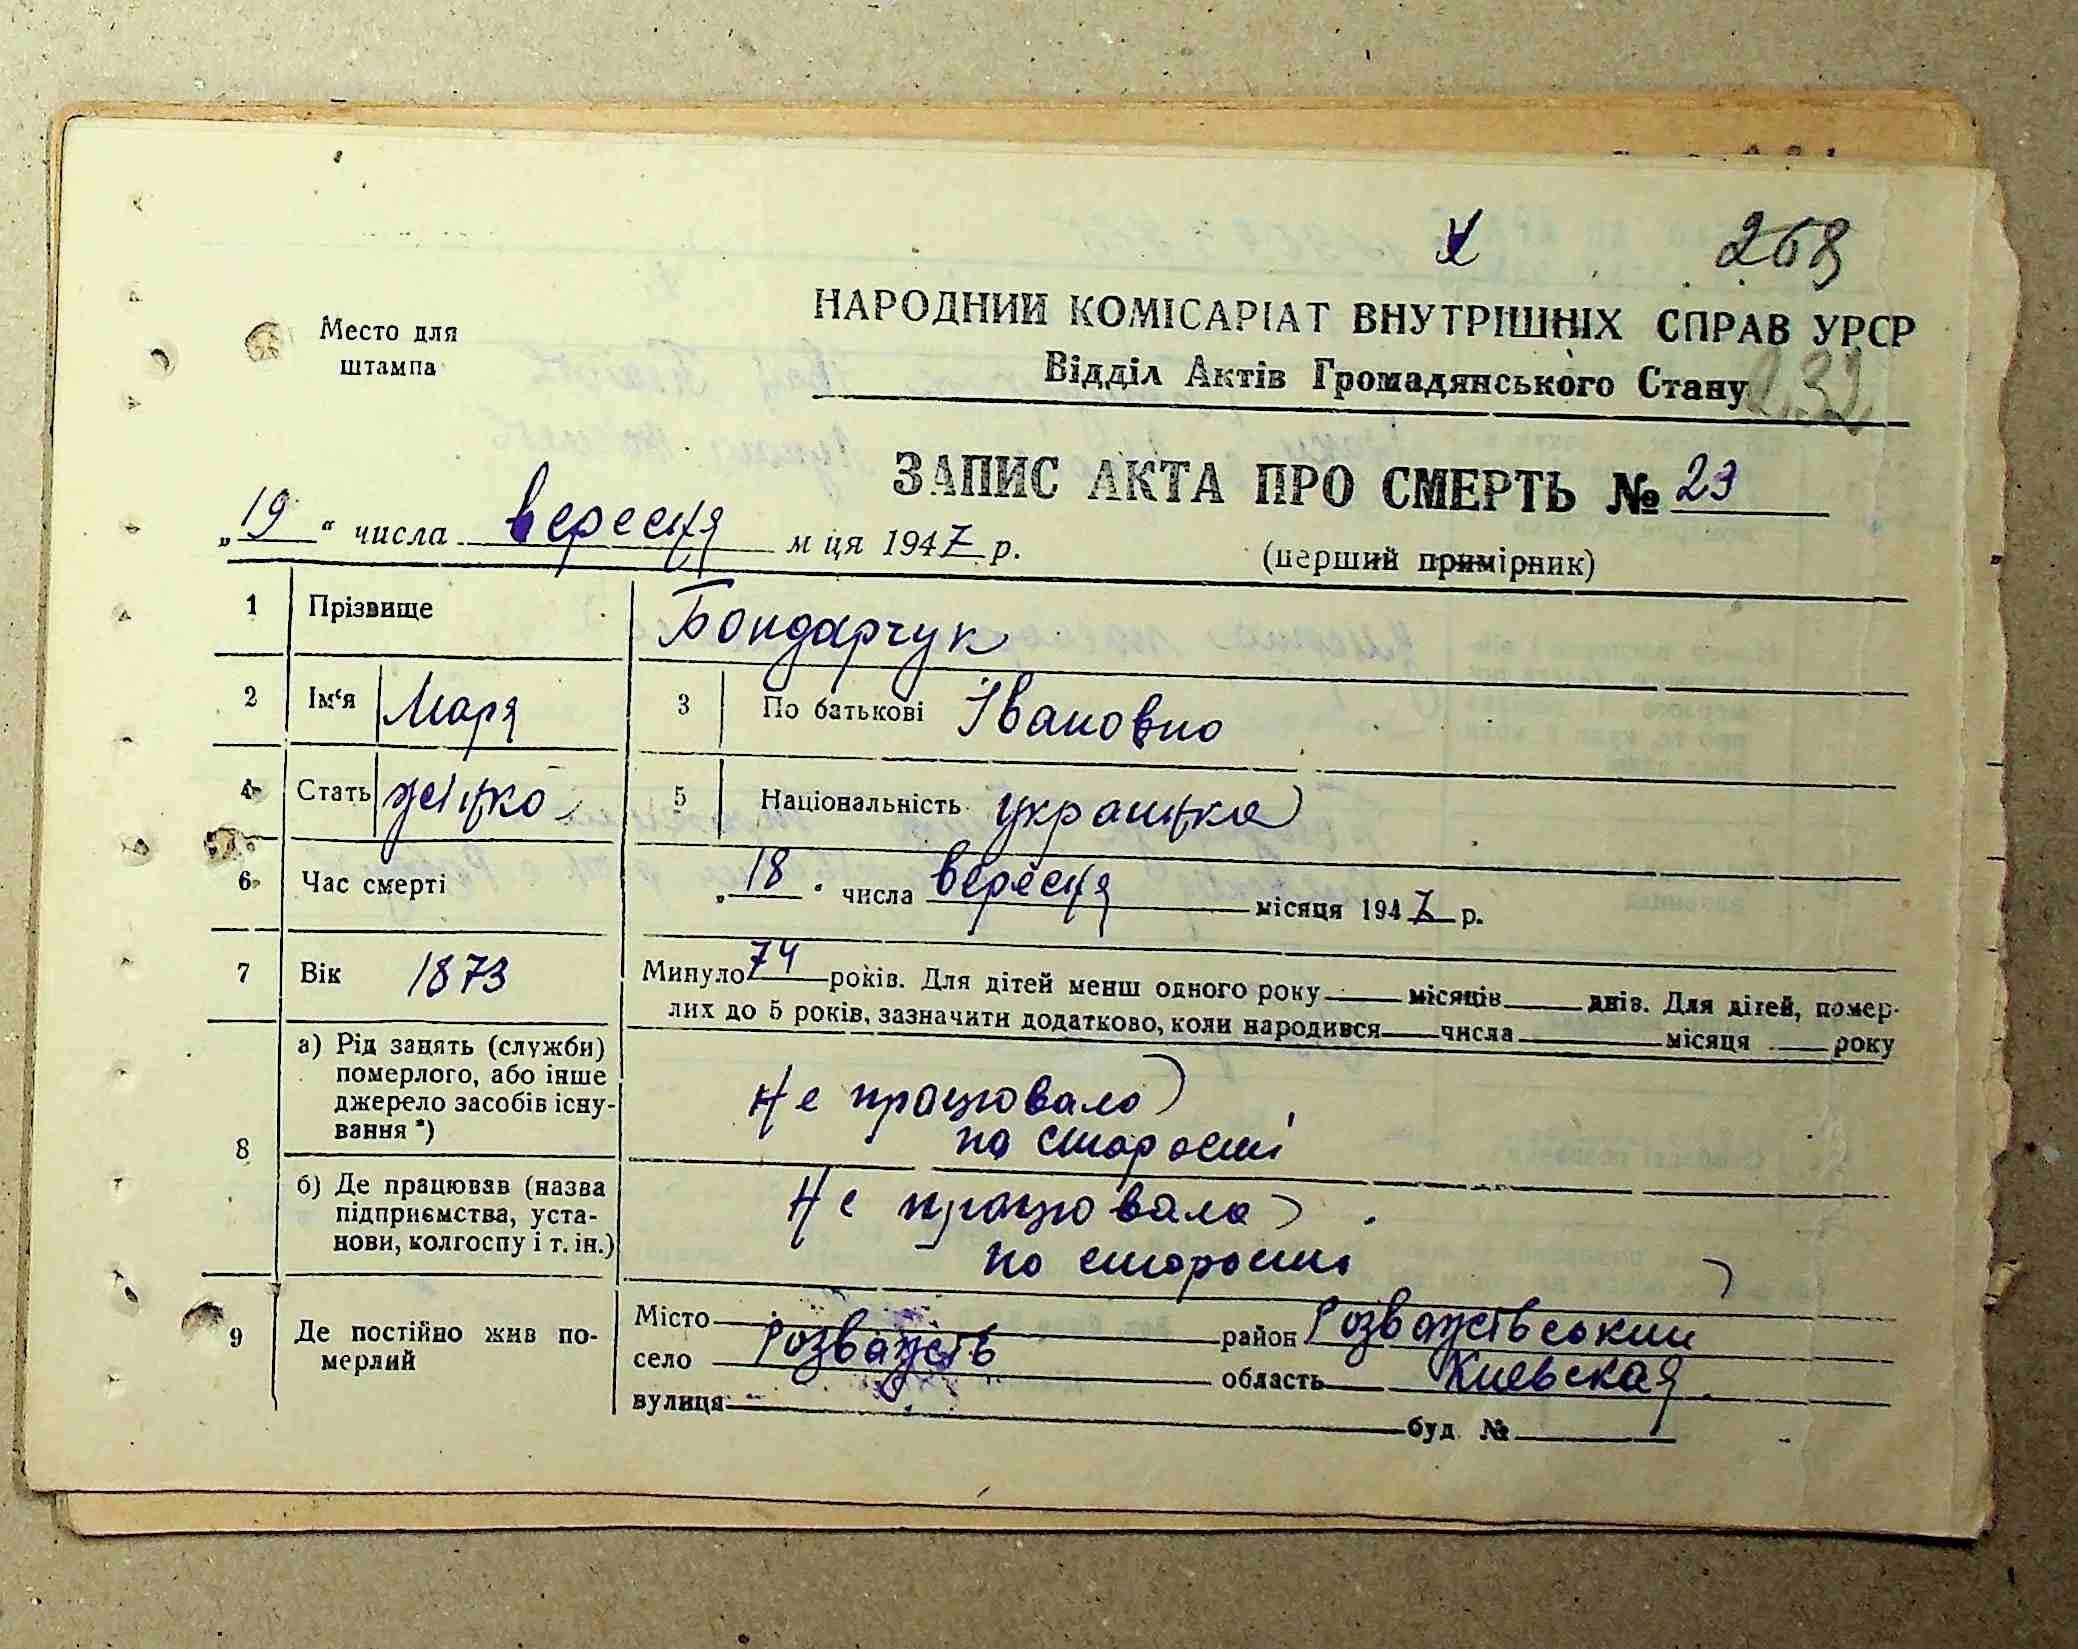 268
Место для
штампа
НАРОДНИЙ КОМІСАРІАТ ВНУТРІШНІХ СПРАВ УРСР
Відділ Актів Громадянського Стану
232
ЗАПИС АКТА ПРО СМЕРТЬ № 23
„19“ числа вересня м ця 1947 р.
(перший примірник)
1 Прізвище Бондарчук
2 Ім‘я Маря 3 По батькові Івановна
4 Стать жінка 5 Національність українка
6 Час смерті „18“ числа вересня місяця 1947 р.
7 Вік 1873 Минуло 74 років. Для дітей менш одного року місяців днів. Для дітей, помер-
лих до 5 років, зазначити додатково, коли народився числа місяця року
8 а) Рід занять (служби)
померлого, або інше
джерело засобів існу-
вання *)
Не працювала
по старості
б) Де працював (назва
підприємства, уста-
нови, колгоспу і т. ін.)
Не працювала
по старості
9 Де постійно жив по-
мерлий
Місто район Розважевський
село Розважев область Киевская
вулиця буд. №